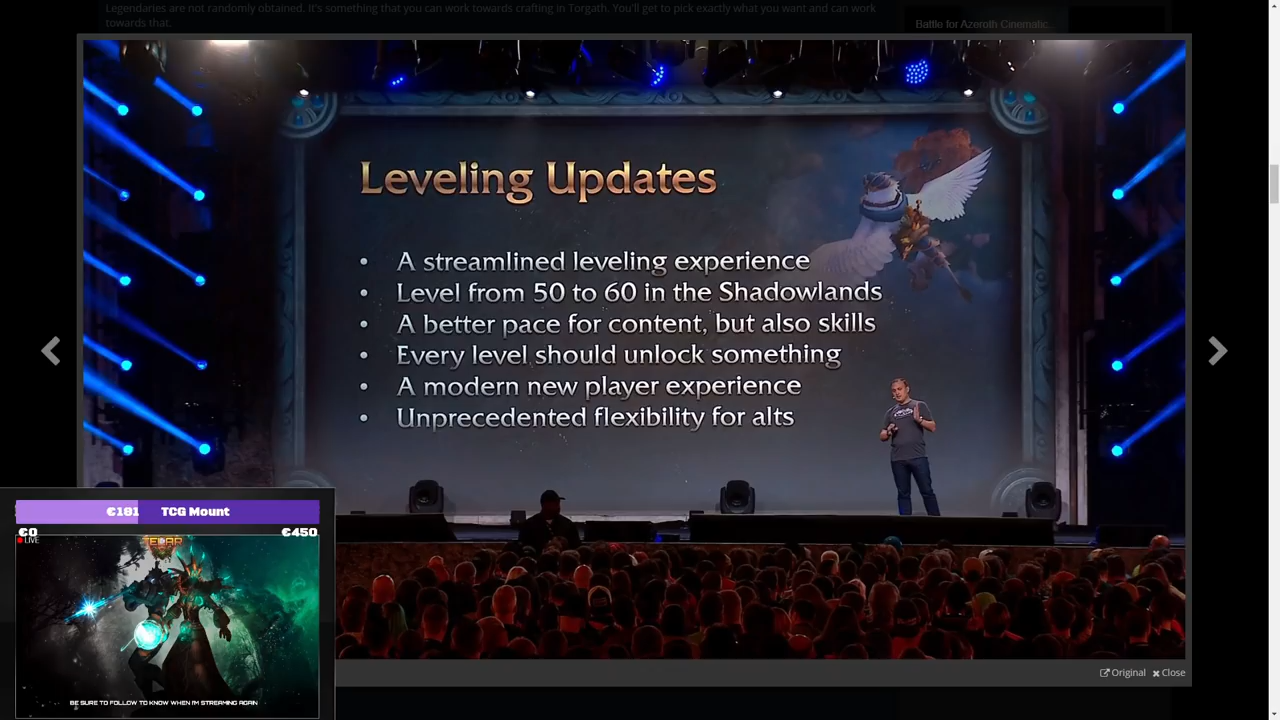 Legendaries are not randomly obtained. It's something that you can work towards crafting in Torgath. You'll get to pick exactly what you want and can work
towards that.
Battle for Azeroth Cinematic...
Leveling Updates
• A streamlined leveling experience
• Level from 50 to 60 in the Shadowlands
• A better pace for content, but also skills
• Every level should unlock something
• A modern new player experience
• Unprecedented flexibility for alts
€181 TCG Mount
€0 €450
LIVE
BE SURE TO FOLLOW TO KNOW WHEN I'M STREAMING AGAIN
Original Close